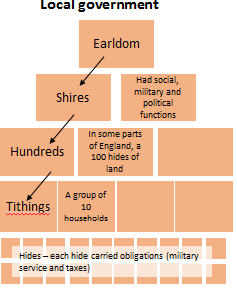 Local government
Earldom
Shires
Had social,
military and
political
functions
Hundreds
In some parts
of England, a
100 hides of
land
Tithings
A group of
10
households
Hides – each hide carried obligations (military
service and taxes)